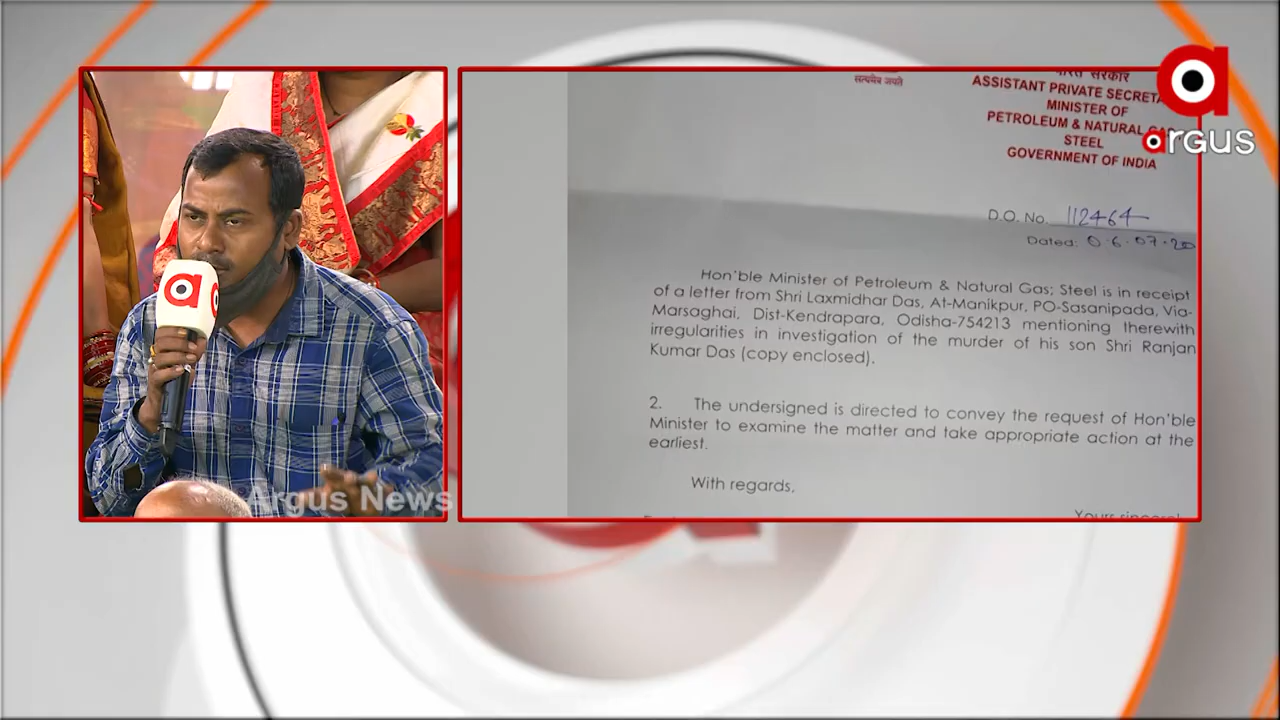 सत्यमेव जयते
भारत सरकार
ASSISTANT PRIVATE
MINISTER OF
PETROLEUM & NATURAL
STEEL
GOVERNMENT OF INDIA
argus
D.O. No. 112464
Dated: 06.07.20
Hon'ble Minister of Petroleum & Natural Gas; Steel is in receipt
of a letter from Shri Laxmidhar Das, At-Manikpur, PO-Sasanipada, Via-
Marsaghai, Dist-Kendrapara, Odisha-754213 mentioning therewith
irregularities in investigation of the murder of his son Shri Ranjan
Kumar Das (copy enclosed).
2. The undersigned is directed to convey the request of Hon'ble
Minister to examine the matter and take appropriate action at the
earliest.
With regards,
Argus News